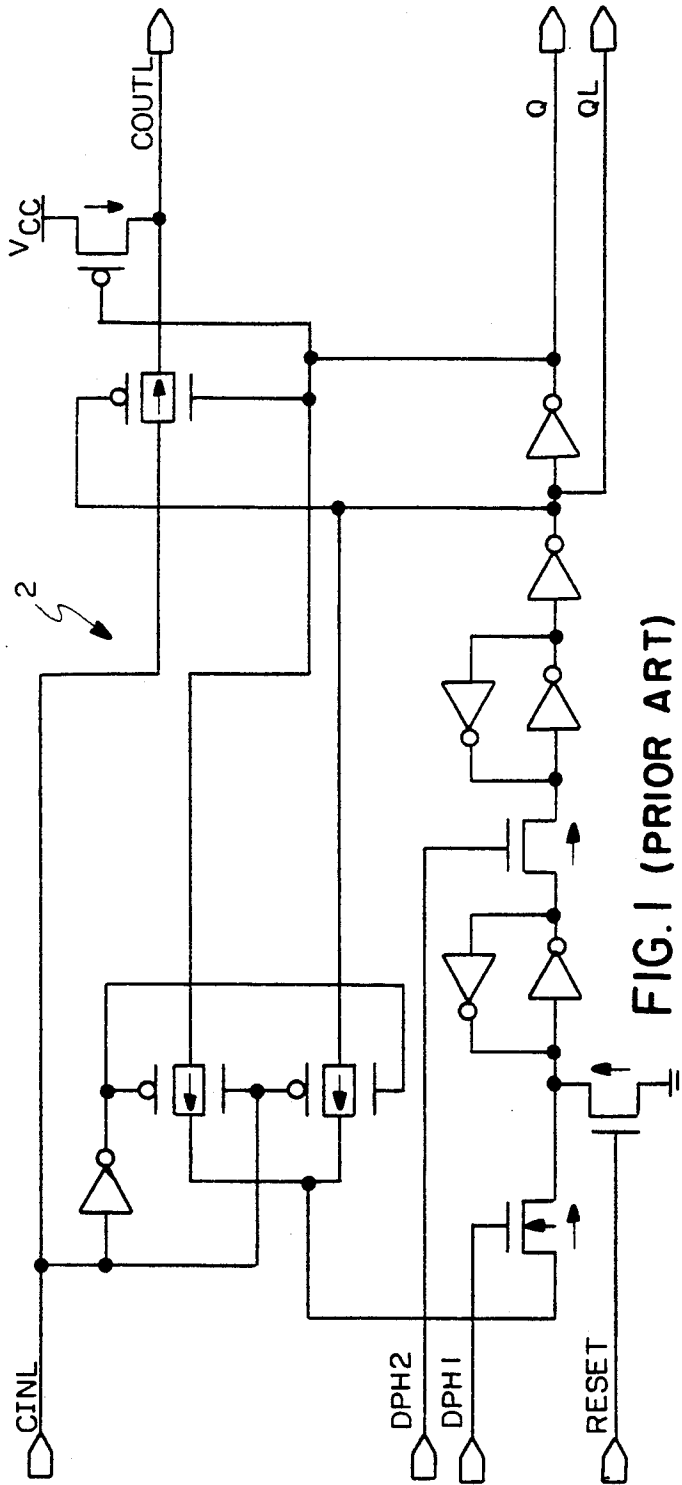 CINL
DPH2
DPH1
RESET
2
VCC
COUTL
Q
QL
FIG. 1 (PRIOR ART)